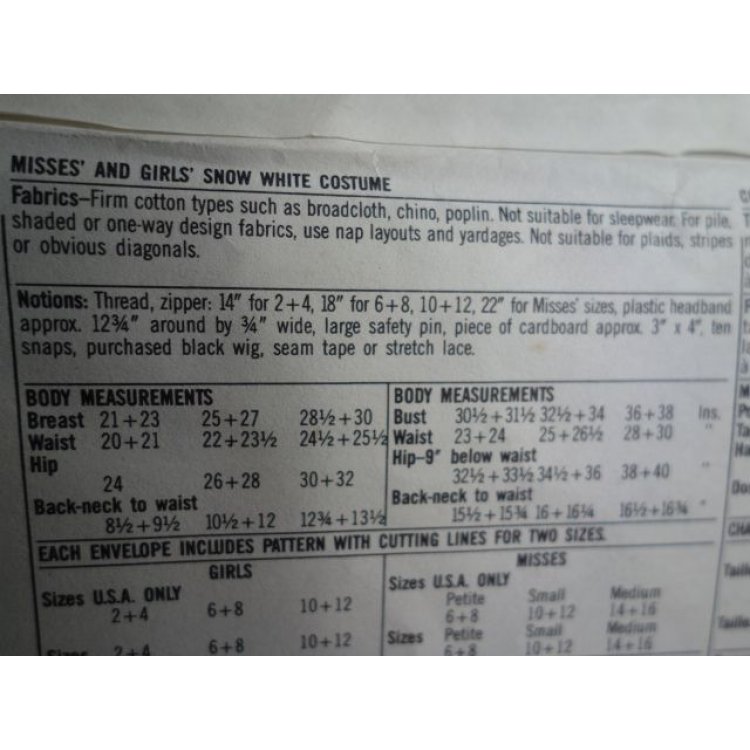 MISSES' AND GIRLS' SNOW WHITE COSTUME
Fabrics–Firm cotton types such as broadcloth, chino, poplin. Not suitable for sleepwear. For pile,
shaded or one-way design fabrics, use nap layouts and yardages. Not suitable for plaids, stripes
or obvious diagonals.
Notions: Thread, zipper: 14" for 2+4, 18" for 6+8, 10+12, 22" for Misses' sizes, plastic headband
approx. 12¾" around by ¾" wide, large safety pin, piece of cardboard approx. 3" x 4", ten
snaps, purchased black wig, seam tape or stretch lace.
BODY MEASUREMENTS
Breast 21+23 25+27 28½+30
Waist 20+21 22+23½ 24½+25½
Hip
24 26+28 30+32
Back-neck to waist
8½+9½ 10½+12 12¾+13½
BODY MEASUREMENTS
Bust 30½+31½ 32½+34 36+38 Ins.
Waist 23+24 25+26½ 28+30 "
Hip–9" below waist
32½+33½ 34½+36 38+40 "
Back-neck to waist
15½+15¾ 16+16¼ 16½+16¾ "
EACH ENVELOPE INCLUDES PATTERN WITH CUTTING LINES FOR TWO SIZES.
GIRLS
Sizes U.S.A. ONLY
2+4 6+8 10+12
Sizes 2+4 6+8 10+12
MISSES
Sizes U.S.A. ONLY
Petite Small Medium
6+8 10+12 14+16
Sizes Petite Small Medium
6+8 10+12 14+16